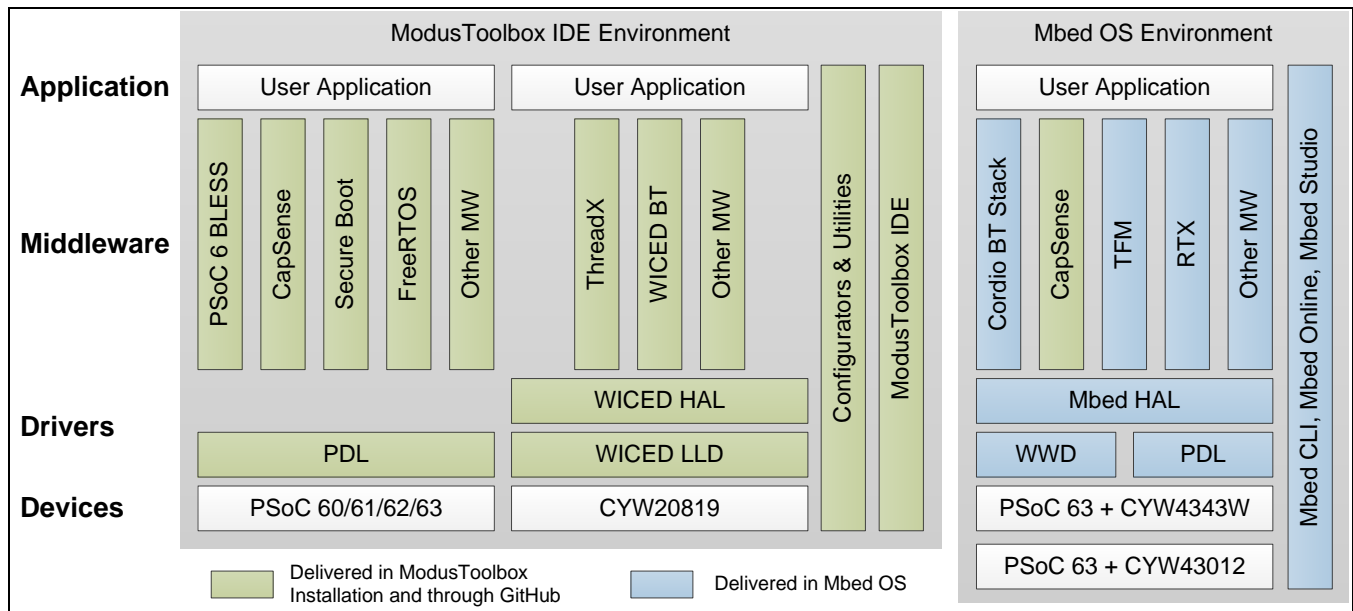 ModusToolbox IDE Environment
Mbed OS Environment
Application
User Application
User Application
User Application
Middleware
PSoC 6 BLESS
CapSense
Secure Boot
FreeRTOS
Other MW
ThreadX
WICED BT
Other MW
Configurators & Utilities
ModusToolbox IDE
Cordio BT Stack
CapSense
TFM
RTX
Other MW
Mbed CLI, Mbed Online, Mbed Studio
Drivers
WICED HAL
Mbed HAL
PDL
WICED LLD
WWD
PDL
Devices
PSoC 60/61/62/63
CYW20819
PSoC 63 + CYW4343W
PSoC 63 + CYW43012
Delivered in ModusToolbox
Installation and through GitHub
Delivered in Mbed OS